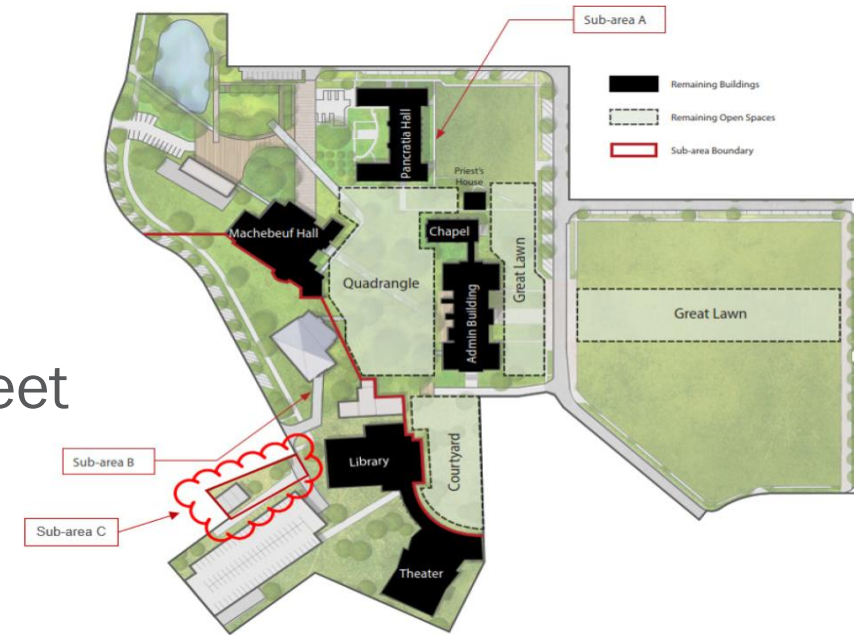 Sub-area A
Remaining Buildings
Remaining Open Spaces
Sub-area Boundary
Pancratia Hall
Priest's
House
Machebeuf Hall
Chapel
Quadrangle
Great Lawn
Admin Building
Great Lawn
eet
Sub-area B
Library
Courtyard
Sub-area C
Theater